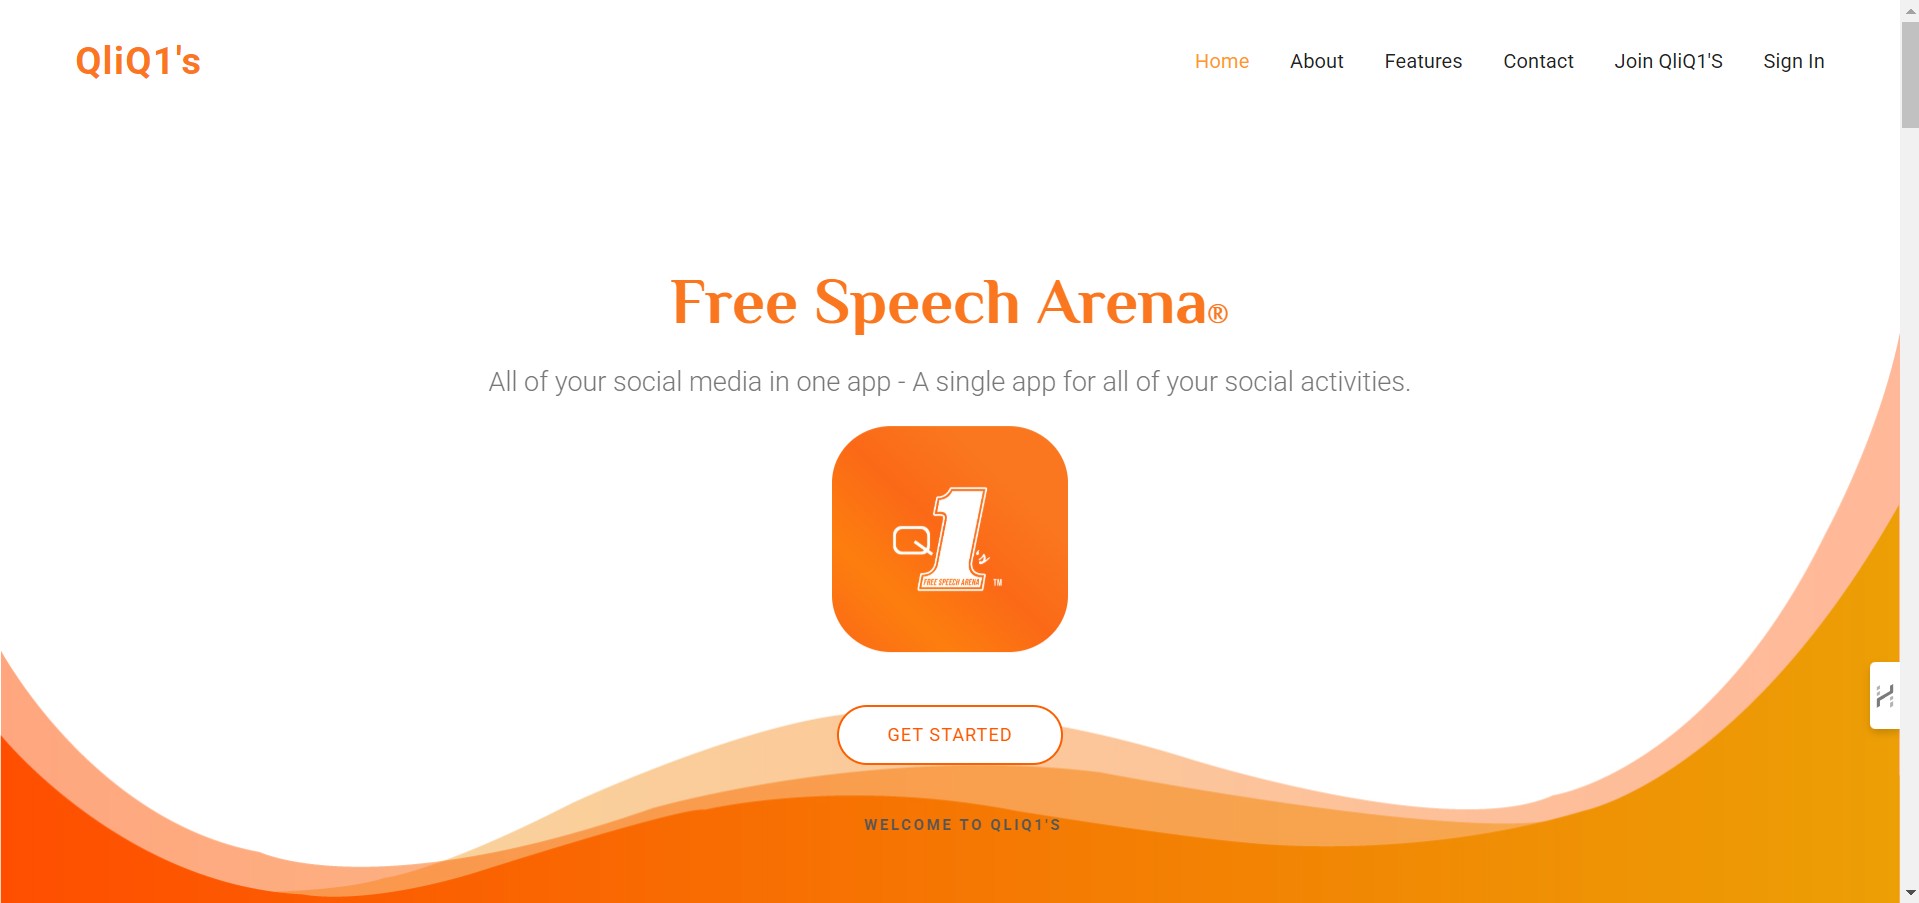 QliQ1's
Home About Features Contact Join QliQ1'S Sign In
Free Speech Arena®
All of your social media in one app - A single app for all of your social activities.
Q1's
FREE SPEECH ARENA TM
GET STARTED
WELCOME TO QLIQ1'S